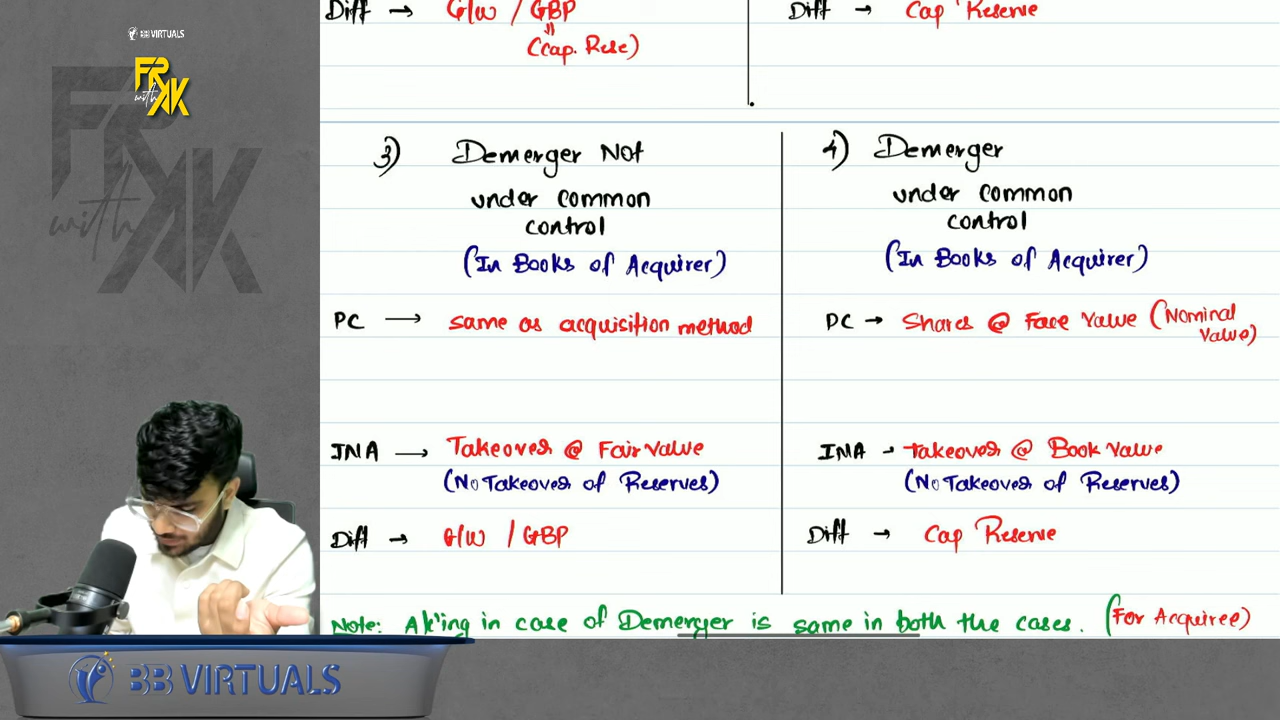 BB VIRTUALS
FR
with AK
FR
with AK
Diff → G/W / GBP
(Cap. Rese)
Diff → Cap Reserve
3) Demerger Not
under common
control
(In Books of Acquirer)
PC → same as acquisition method
INA → Takeover @ Fair value
(No Takeover of Reserves)
Diff → G/W / GBP
4) Demerger
under common
control
(In Books of Acquirer)
PC → Shares @ Face Value (Nominal
Value)
INA → Takeover @ Book Value
(No Takeover of Reserves)
Diff → Cap Reserve
Note: A/c'ing in case of Demerger is same in both the cases. (For Acquiree)
BB VIRTUALS